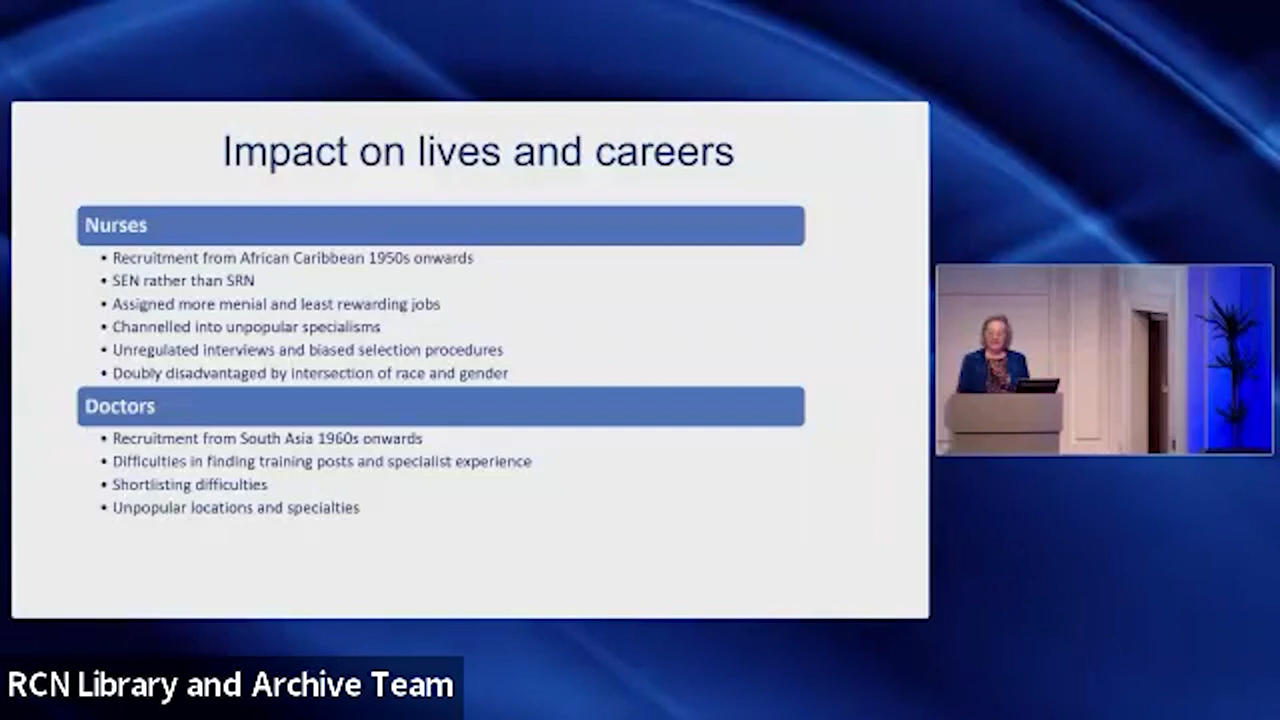 Impact on lives and careers
Nurses
• Recruitment from African Caribbean 1950s onwards
• SEN rather than SRN
• Assigned more menial and least rewarding jobs
• Channelled into unpopular specialisms
• Unregulated interviews and biased selection procedures
• Doubly disadvantaged by intersection of race and gender
Doctors
• Recruitment from South Asia 1960s onwards
• Difficulties in finding training posts and specialist experience
• Shortlisting difficulties
• Unpopular locations and specialties
RCN Library and Archive Team